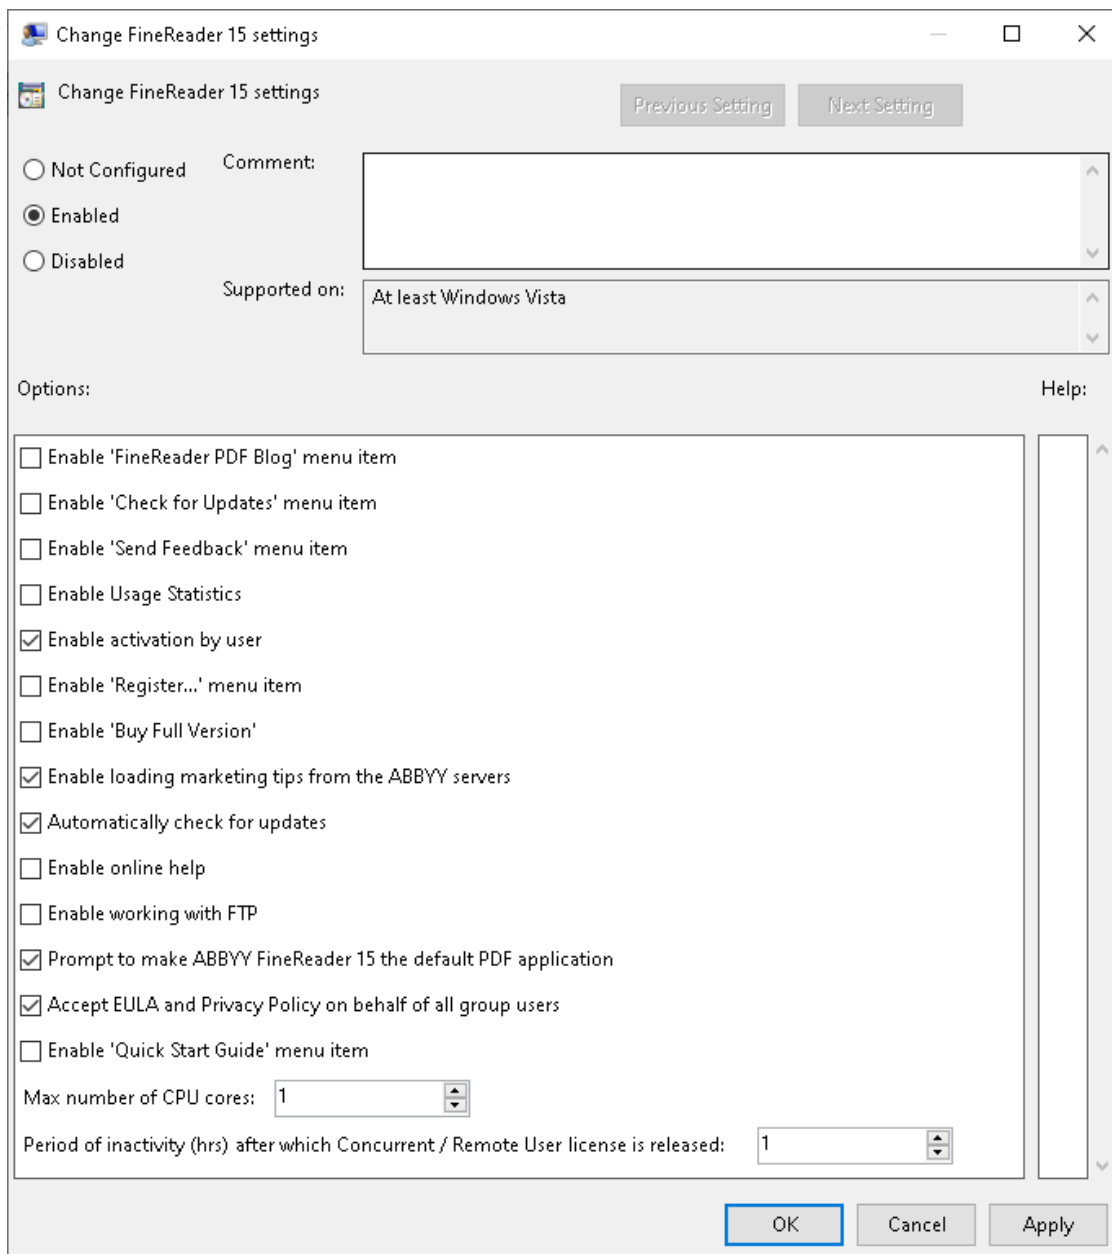 Change FineReader 15 settings
Change FineReader 15 settings
Previous Setting Next Setting
Not Configured
Comment:
Enabled
Disabled
Supported on:
At least Windows Vista
Options:
Help:
Enable 'FineReader PDF Blog' menu item
Enable 'Check for Updates' menu item
Enable 'Send Feedback' menu item
Enable Usage Statistics
Enable activation by user
Enable 'Register...' menu item
Enable 'Buy Full Version'
Enable loading marketing tips from the ABBYY servers
Automatically check for updates
Enable online help
Enable working with FTP
Prompt to make ABBYY FineReader 15 the default PDF application
Accept EULA and Privacy Policy on behalf of all group users
Enable 'Quick Start Guide' menu item
Max number of CPU cores: 1
Period of inactivity (hrs) after which Concurrent / Remote User license is released: 1
OK Cancel Apply